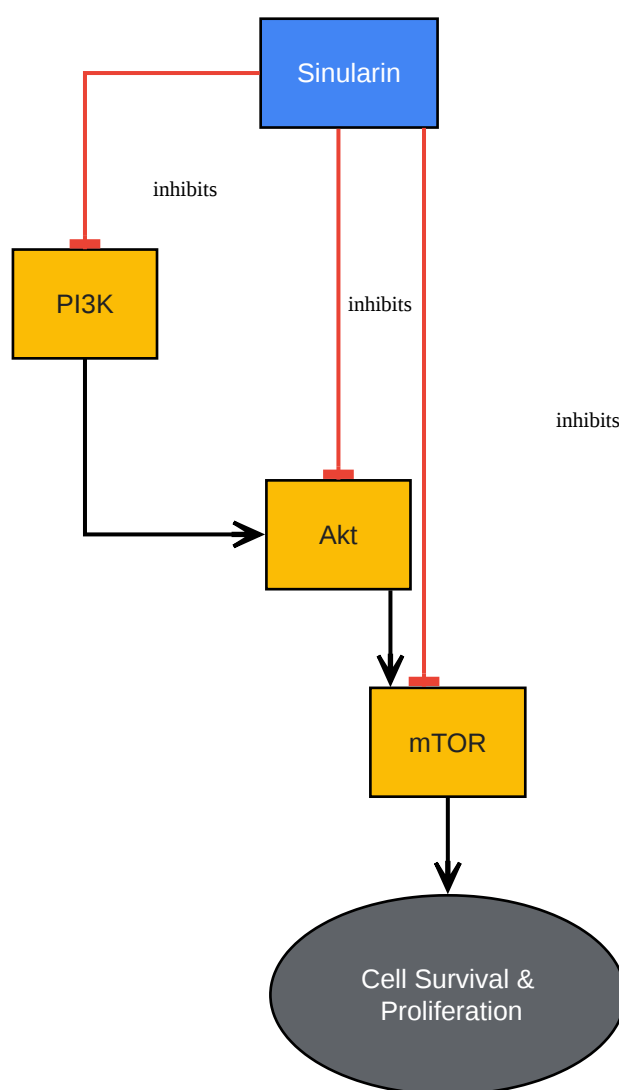 Sinularin
inhibits
PI3K
inhibits
inhibits
Akt
mTOR
Cell Survival &
Proliferation